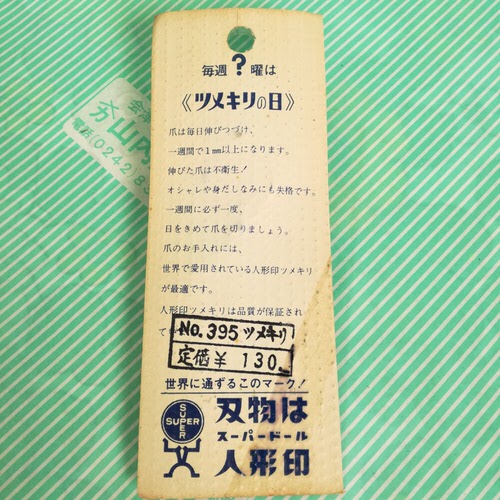 毎週?曜は
《ツメキリの日》
爪は毎日伸びつづけ、
一週間で1mm以上になります。
伸びた爪は不衛生!
オシャレや身だしなみにも失格です。
一週間に必ず一度、
日をきめて爪を切りましょう。
爪のお手入れには、
世界で愛用されている人形印ツメキリ
が最適です。
人形印ツメキリは品質が保証され
て
No.395 ツメキリ
定価¥ 130.
世界に通ずるこのマーク!
SUPER
SUPER
刃物は
スーパードール
人形印
電話(0242)